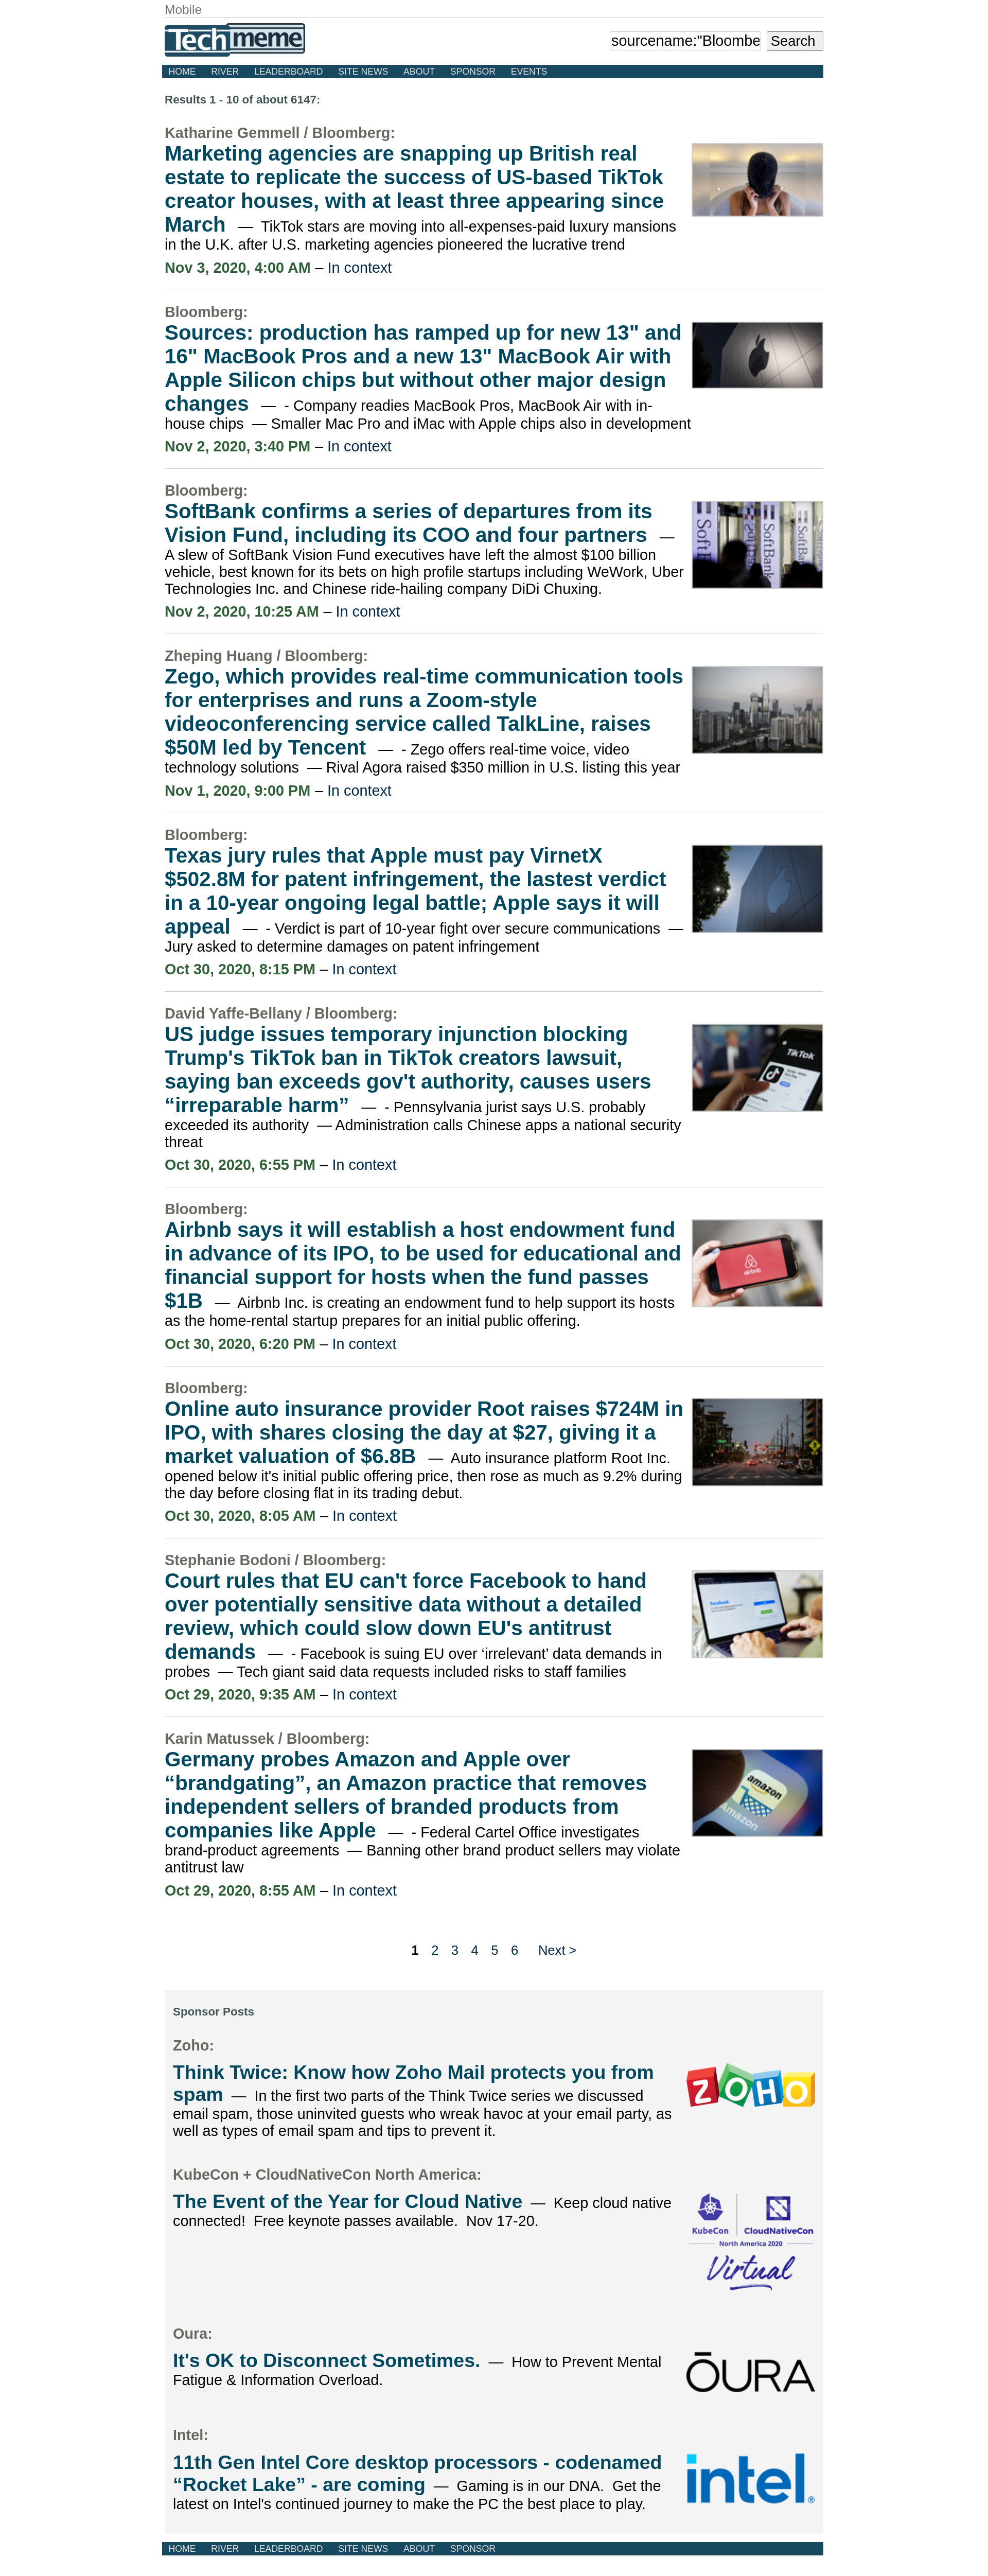 Mobile
Techmeme
sourcename:"Bloombe Search
HOME RIVER LEADERBOARD SITE NEWS ABOUT SPONSOR EVENTS
Results 1 - 10 of about 6147:
Katharine Gemmell / Bloomberg:
Marketing agencies are snapping up British real
estate to replicate the success of US-based TikTok
creator houses, with at least three appearing since
March — TikTok stars are moving into all-expenses-paid luxury mansions
in the U.K. after U.S. marketing agencies pioneered the lucrative trend
Nov 3, 2020, 4:00 AM – In context
Bloomberg:
Sources: production has ramped up for new 13" and
16" MacBook Pros and a new 13" MacBook Air with
Apple Silicon chips but without other major design
changes — - Company readies MacBook Pros, MacBook Air with in-
house chips — Smaller Mac Pro and iMac with Apple chips also in development
Nov 2, 2020, 3:40 PM – In context
Bloomberg:
SoftBank confirms a series of departures from its
Vision Fund, including its COO and four partners —
A slew of SoftBank Vision Fund executives have left the almost $100 billion
vehicle, best known for its bets on high profile startups including WeWork, Uber
Technologies Inc. and Chinese ride-hailing company DiDi Chuxing.
SoftBank
SoftBank
Nov 2, 2020, 10:25 AM – In context
Zheping Huang / Bloomberg:
Zego, which provides real-time communication tools
for enterprises and runs a Zoom-style
videoconferencing service called TalkLine, raises
$50M led by Tencent — - Zego offers real-time voice, video
technology solutions — Rival Agora raised $350 million in U.S. listing this year
Nov 1, 2020, 9:00 PM – In context
Bloomberg:
Texas jury rules that Apple must pay VirnetX
$502.8M for patent infringement, the lastest verdict
in a 10-year ongoing legal battle; Apple says it will
appeal — - Verdict is part of 10-year fight over secure communications —
Jury asked to determine damages on patent infringement
Oct 30, 2020, 8:15 PM – In context
David Yaffe-Bellany / Bloomberg:
US judge issues temporary injunction blocking
Trump's TikTok ban in TikTok creators lawsuit,
saying ban exceeds gov't authority, causes users
“irreparable harm” — - Pennsylvania jurist says U.S. probably
exceeded its authority — Administration calls Chinese apps a national security
threat
TikTok
Oct 30, 2020, 6:55 PM – In context
Bloomberg:
Airbnb says it will establish a host endowment fund
in advance of its IPO, to be used for educational and
financial support for hosts when the fund passes
$1B — Airbnb Inc. is creating an endowment fund to help support its hosts
as the home-rental startup prepares for an initial public offering.
airbnb
Oct 30, 2020, 6:20 PM – In context
Bloomberg:
Online auto insurance provider Root raises $724M in
IPO, with shares closing the day at $27, giving it a
market valuation of $6.8B — Auto insurance platform Root Inc.
opened below it's initial public offering price, then rose as much as 9.2% during
the day before closing flat in its trading debut.
Oct 30, 2020, 8:05 AM – In context
Stephanie Bodoni / Bloomberg:
Court rules that EU can't force Facebook to hand
over potentially sensitive data without a detailed
review, which could slow down EU's antitrust
demands — - Facebook is suing EU over ‘irrelevant’ data demands in
probes — Tech giant said data requests included risks to staff families
facebook
Oct 29, 2020, 9:35 AM – In context
Karin Matussek / Bloomberg:
Germany probes Amazon and Apple over
“brandgating”, an Amazon practice that removes
independent sellers of branded products from
companies like Apple — - Federal Cartel Office investigates
brand-product agreements — Banning other brand product sellers may violate
antitrust law
amazon
Amazon
Oct 29, 2020, 8:55 AM – In context
1 2 3 4 5 6 Next >
Sponsor Posts
Zoho:
Think Twice: Know how Zoho Mail protects you from
spam — In the first two parts of the Think Twice series we discussed
email spam, those uninvited guests who wreak havoc at your email party, as
well as types of email spam and tips to prevent it.
ZOHO
KubeCon + CloudNativeCon North America:
The Event of the Year for Cloud Native — Keep cloud native
connected! Free keynote passes available. Nov 17-20.
KubeCon CloudNativeCon
North America 2020
Virtual
Oura:
It's OK to Disconnect Sometimes. — How to Prevent Mental
Fatigue & Information Overload.
ŌURA
Intel:
11th Gen Intel Core desktop processors - codenamed
“Rocket Lake” - are coming — Gaming is in our DNA. Get the
latest on Intel's continued journey to make the PC the best place to play.
intel®
HOME RIVER LEADERBOARD SITE NEWS ABOUT SPONSOR